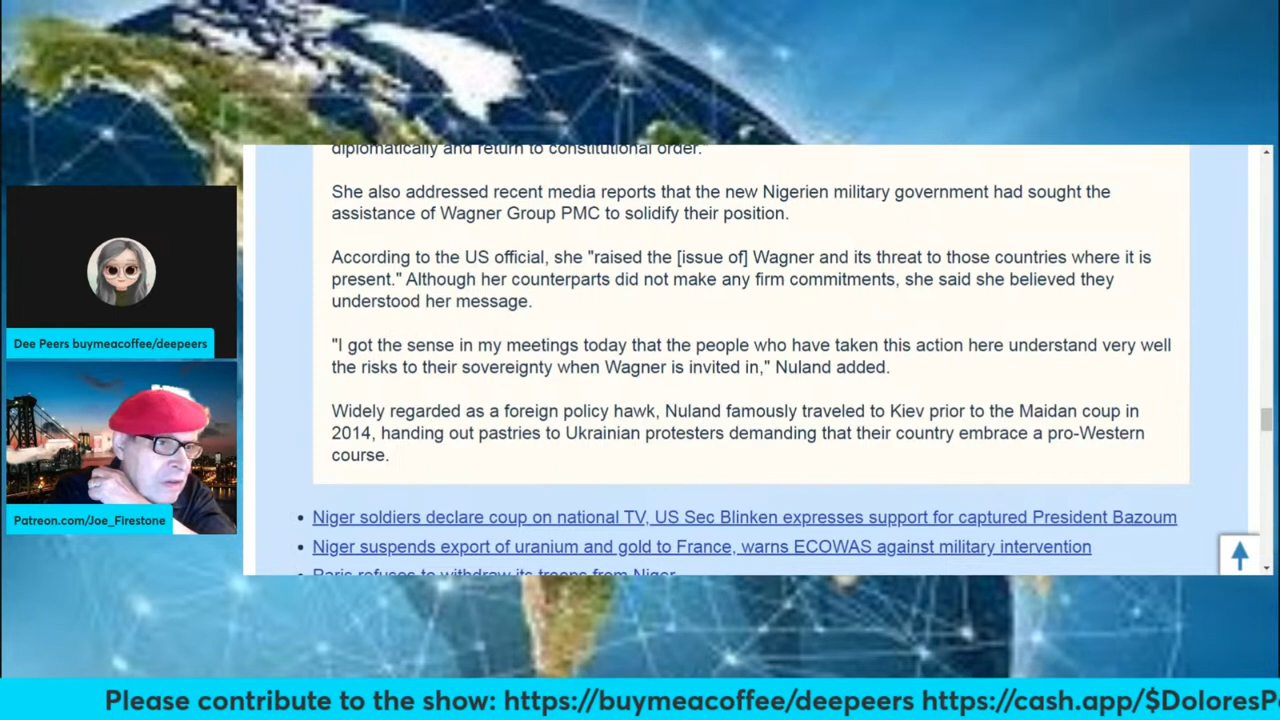 diplomatically and return to constitutional order.
She also addressed recent media reports that the new Nigerien military government had sought the
assistance of Wagner Group PMC to solidify their position.
According to the US official, she "raised the [issue of] Wagner and its threat to those countries where it is
present." Although her counterparts did not make any firm commitments, she said she believed they
understood her message.
"I got the sense in my meetings today that the people who have taken this action here understand very well
the risks to their sovereignty when Wagner is invited in," Nuland added.
Widely regarded as a foreign policy hawk, Nuland famously traveled to Kiev prior to the Maidan coup in
2014, handing out pastries to Ukrainian protesters demanding that their country embrace a pro-Western
course.
• Niger soldiers declare coup on national TV, US Sec Blinken expresses support for captured President Bazoum
• Niger suspends export of uranium and gold to France, warns ECOWAS against military intervention
• Paris refuses to withdraw its troops from Niger
Dee Peers buymeacoffee/deepeers
Patreon.com/Joe_Firestone
Please contribute to the show: https://buymeacoffee/deepeers https://cash.app/$DoloresP